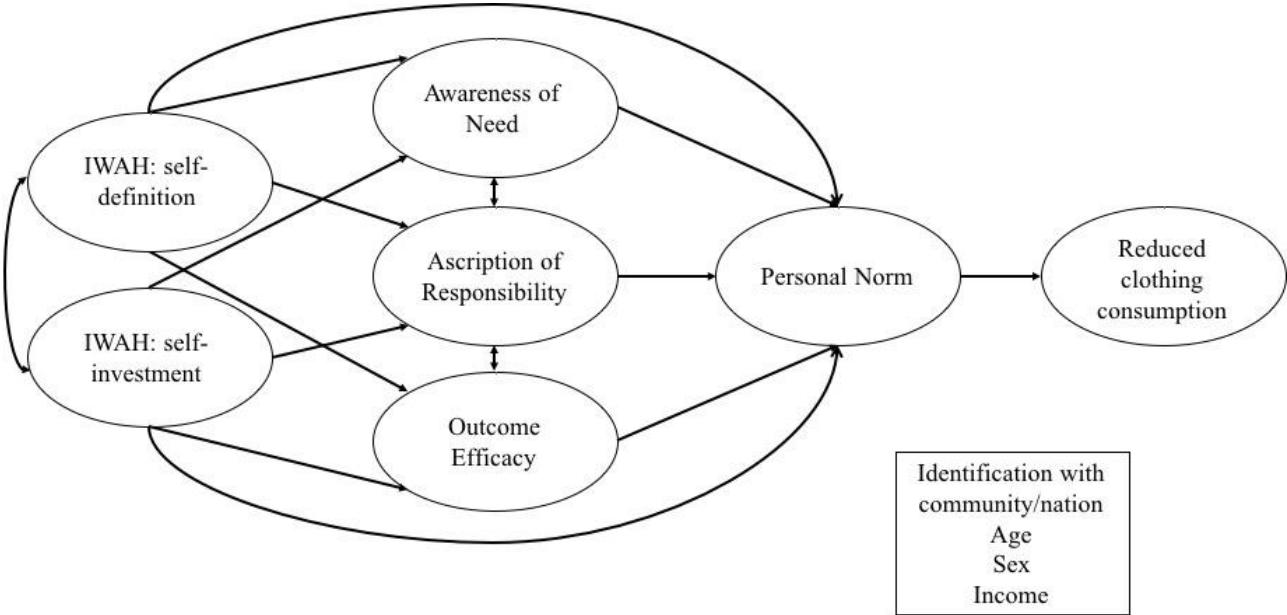 Awareness of
Need
IWAH: self-
definition
Ascription of
Responsibility
Personal Norm
Reduced
clothing
consumption
IWAH: self-
investment
Outcome
Efficacy
Identification with
community/nation
Age
Sex
Income